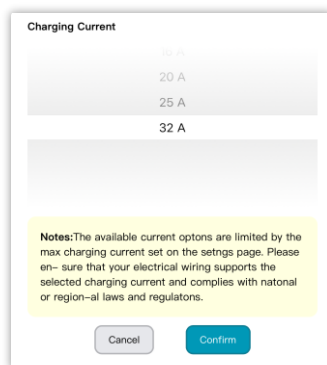 Charging Current
16 A
20 A
25 A
32 A
Notes:The available current optons are limited by the
max charging current set on the setngs page. Please
en- sure that your electrical wiring supports the
selected charging current and complies with natonal
or region-al laws and regulatons.
Cancel
Confirm